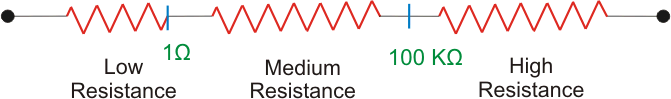 1Ω
100 KΩ
Low
Resistance
Medium
Resistance
High
Resistance